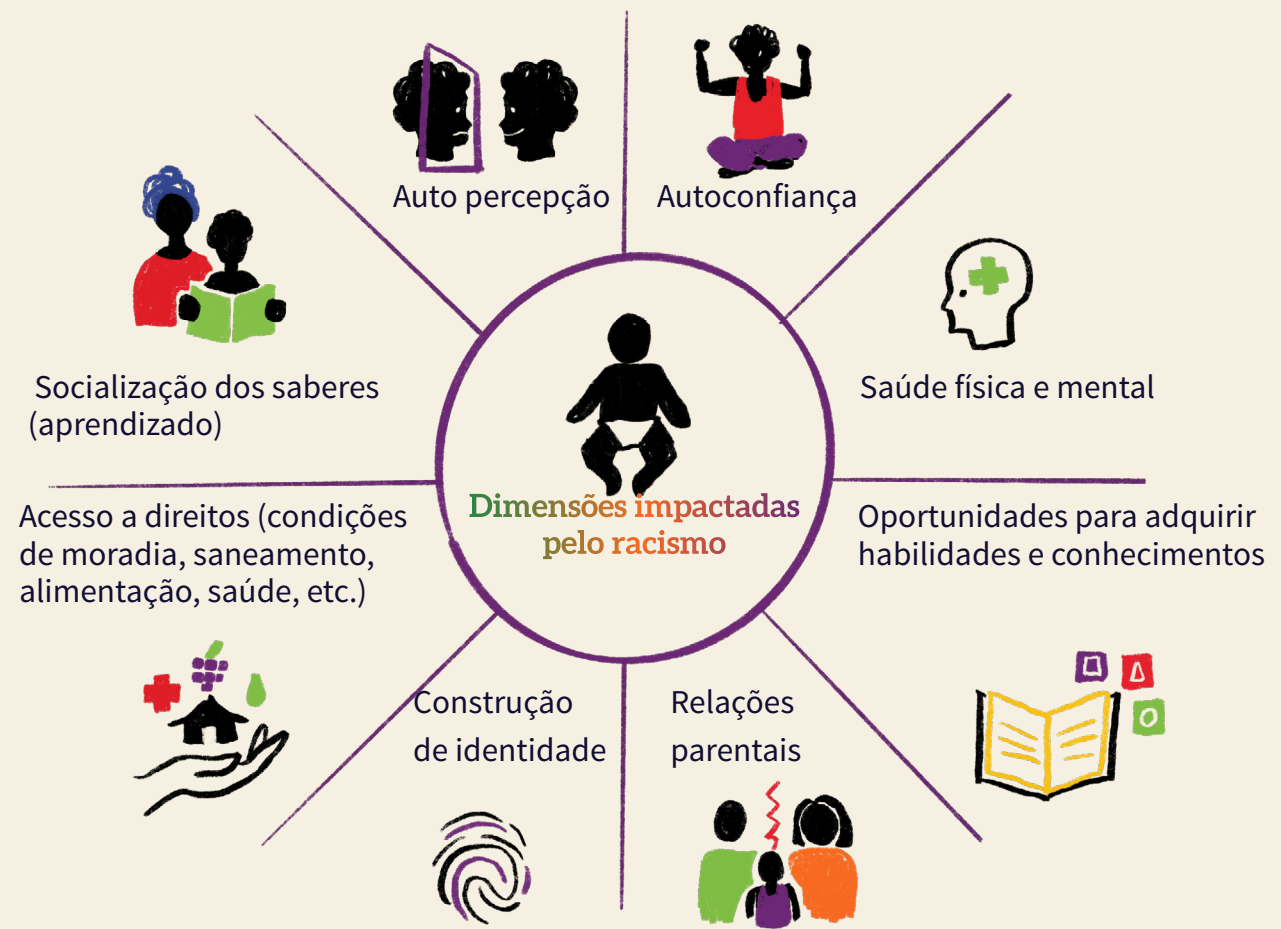 Auto percepção
Autoconfiança
Socialização dos saberes
(aprendizado)
Saúde física e mental
Dimensões impactadas
pelo racismo
Acesso a direitos (condições
de moradia, saneamento,
alimentação, saúde, etc.)
Oportunidades para adquirir
habilidades e conhecimentos
Construção
de identidade
Relações
parentais